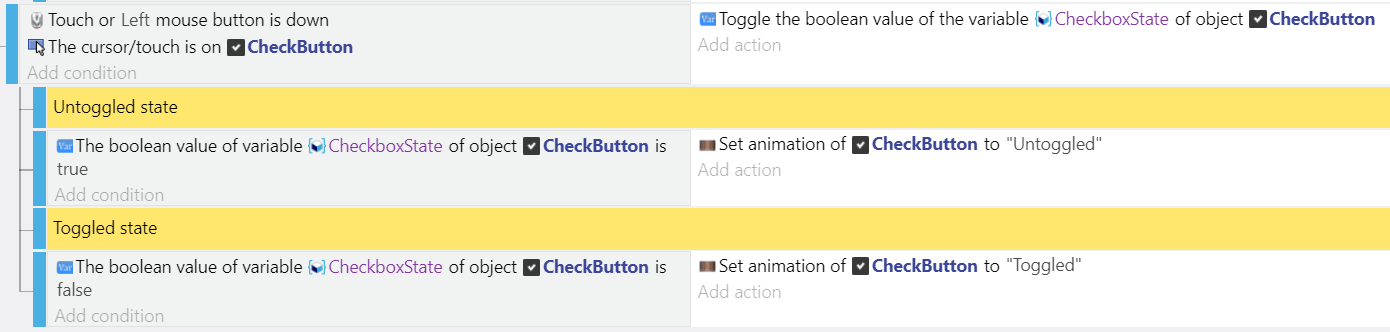 Touch or Left mouse button is down
Var Toggle the boolean value of the variable CheckboxState of object CheckButton
The cursor/touch is on CheckButton
Add action
Add condition
Untoggled state
Var The boolean value of variable CheckboxState of object CheckButton is
true
Set animation of CheckButton to "Untoggled"
Add action
Add condition
Toggled state
Var The boolean value of variable CheckboxState of object CheckButton is
false
Set animation of CheckButton to "Toggled"
Add action
Add condition